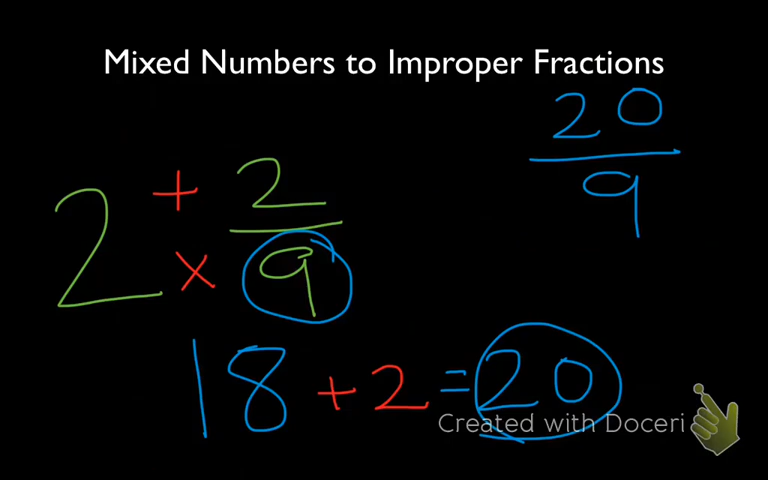 Mixed Numbers to Improper Fractions
20
9
2 + 2
× 9
18 + 2 = 20
Created with Doceri